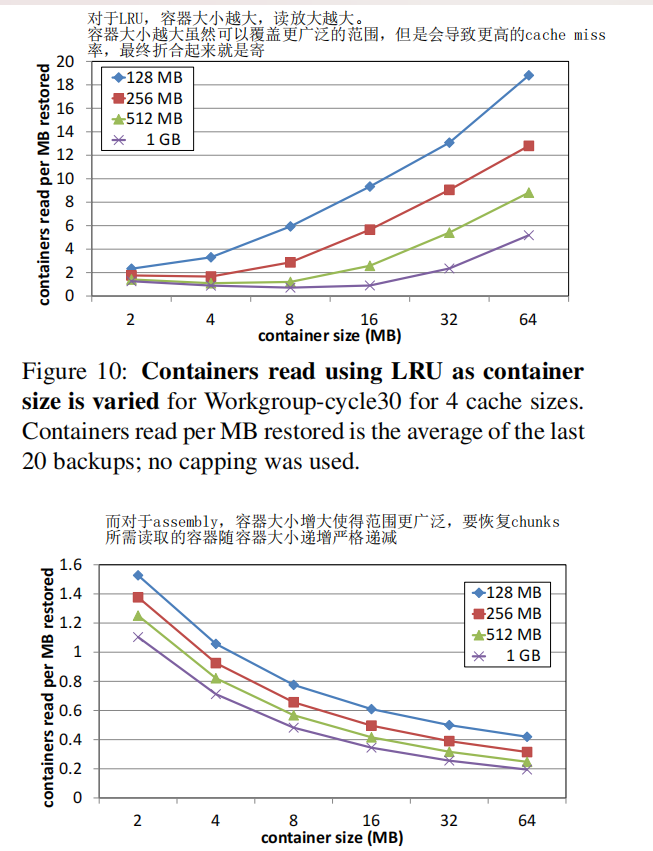 对于LRU，容器大小越大，读放大越大。
容器大小越大虽然可以覆盖更广泛的范围，但是会导致更高的cache miss
率，最终折合起来就是寄
containers read per MB restored
20
18
16
14
12
10
8
6
4
2
0
128 MB
256 MB
512 MB
1 GB
2 4 8 16 32 64
container size (MB)
Figure 10: Containers read using LRU as container
size is varied for Workgroup-cycle30 for 4 cache sizes.
Containers read per MB restored is the average of the last
20 backups; no capping was used.
而对于assembly，容器大小增大使得范围更广泛，要恢复chunks
所需读取的容器随容器大小递增严格递减
containers read per MB restored
1.6
1.4
1.2
1
0.8
0.6
0.4
0.2
0
128 MB
256 MB
512 MB
1 GB
2 4 8 16 32 64
container size (MB)